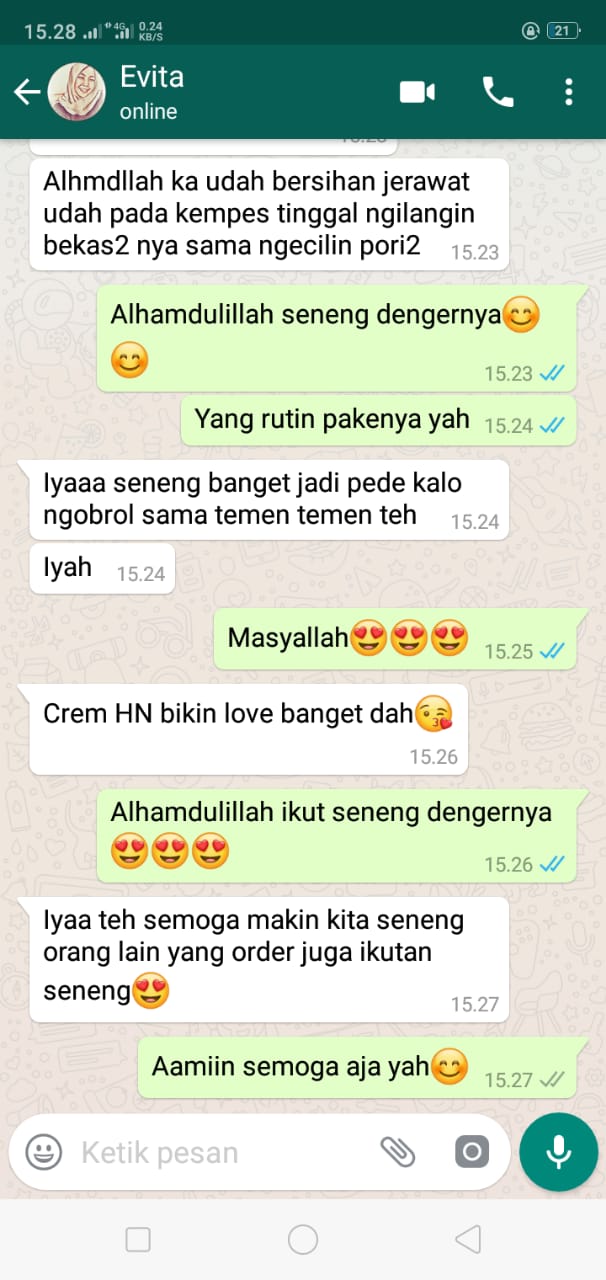 15.28 4G 0.24 KB/S 21
Evita
online
Alhmdllah ka udah bersihan jerawat
udah pada kempes tinggal ngilangin
bekas2 nya sama ngecilin pori2 15.23
Alhamdulillah seneng dengernya😊
😊 15.23
Yang rutin pakenya yah 15.24
Iyaaa seneng banget jadi pede kalo
ngobrol sama temen temen teh 15.24
Iyah 15.24
Masyallah😍😍😍 15.25
Crem HN bikin love banget dah😘
15.26
Alhamdulillah ikut seneng dengernya
😍😍😍 15.26
Iyaa teh semoga makin kita seneng
orang lain yang order juga ikutan
seneng😍 15.27
Aamiin semoga aja yah😊 15.27
Ketik pesan